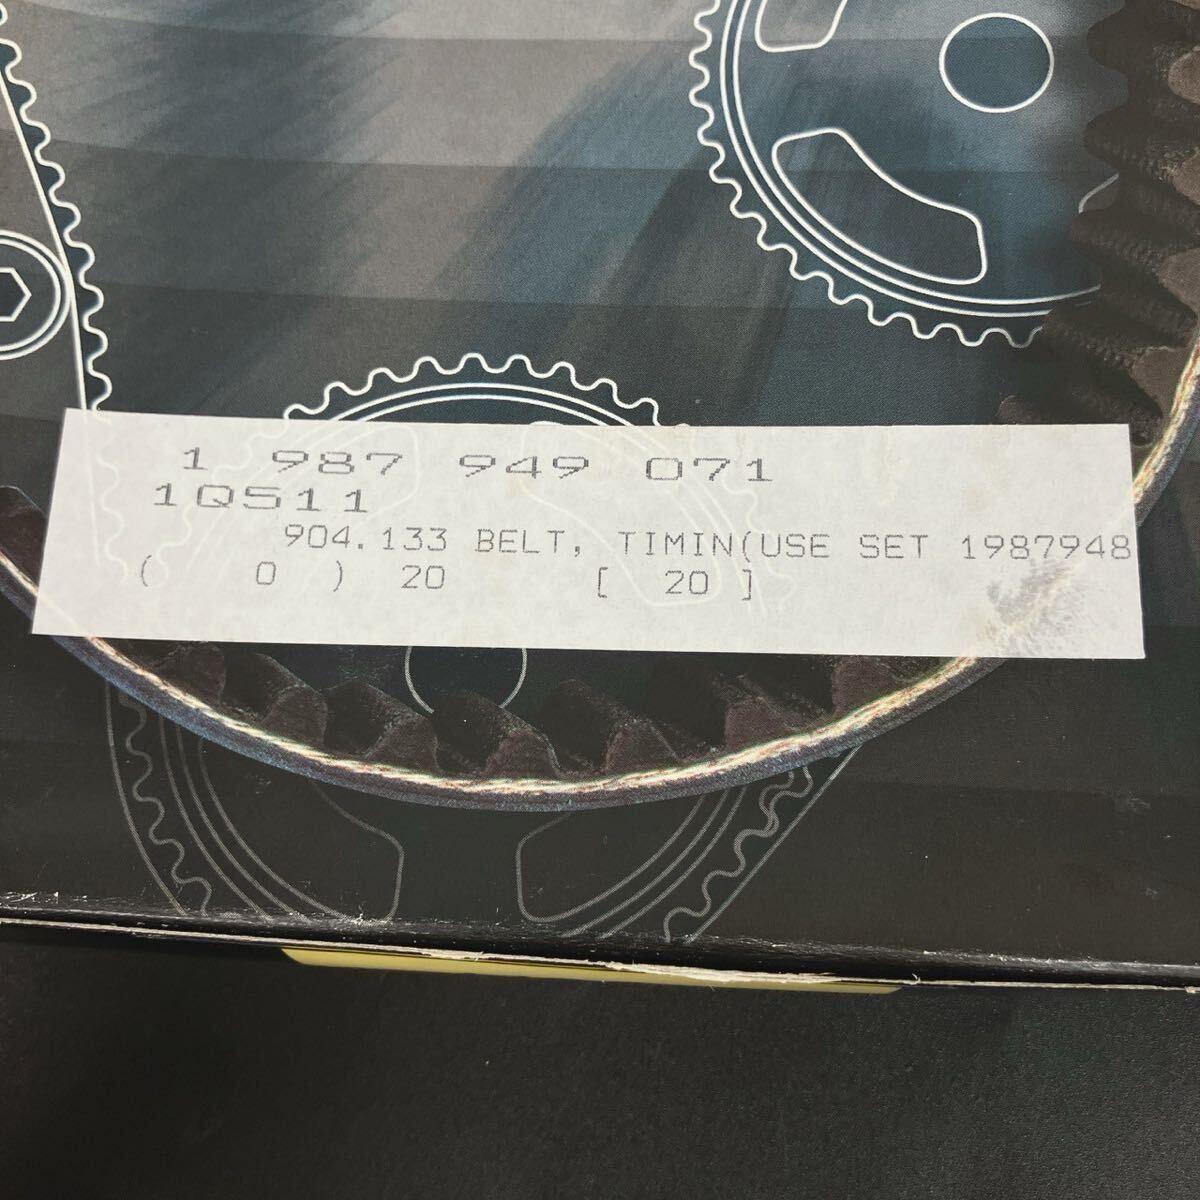 1 987 949 071
1Q511
904.133 BELT, TIMIN(USE SET 1987948
( 0 ) 20 [ 20 ]